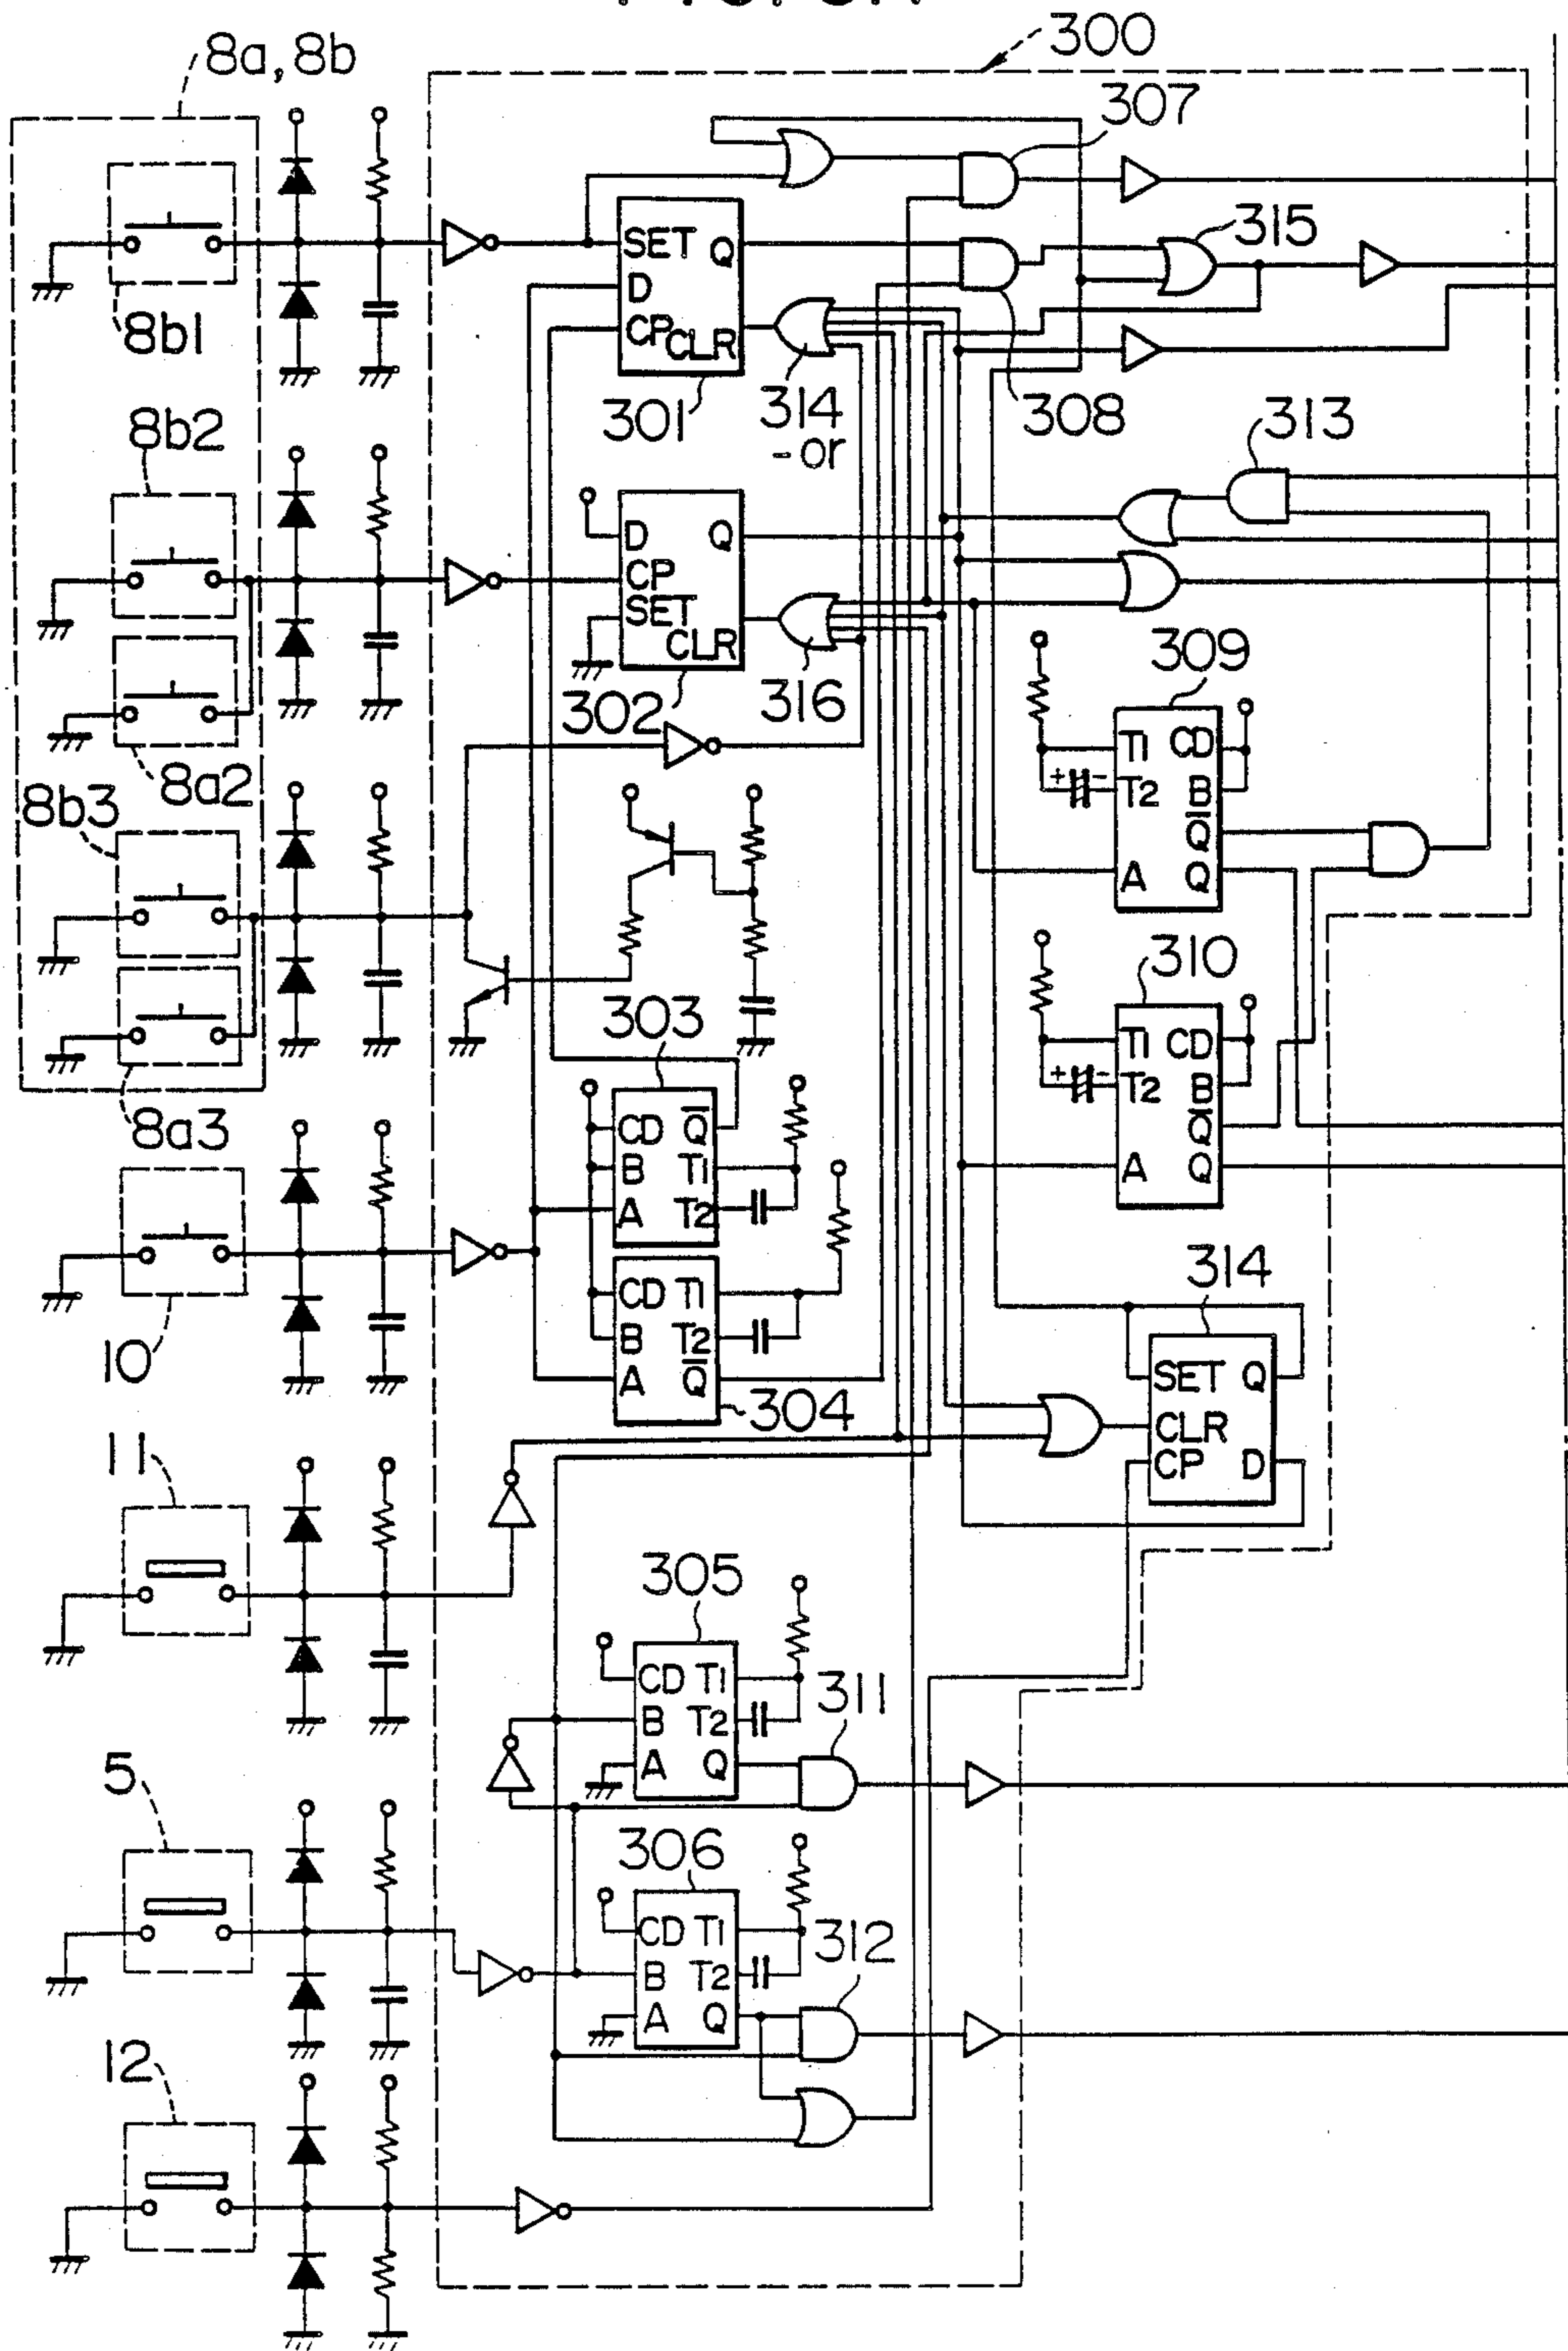 8a, 8b
300
307
8b1
SET Q
D
CP CLR
301
314
-or
308
315
8b2
313
D Q
CP
SET
CLR
302
316
8a2
309
T1 CD
T2 B
Q
A Q
+ -
8b3
310
T1 CD
T2 B
Q
A Q
+ -
303
CD Q
B T1
A T2
8a3
CD T1
B T2
A Q
304
10
314
SET Q
CLR
CP D
11
305
CD T1
B T2
A Q
311
5
306
CD T1
B T2
A Q
312
12